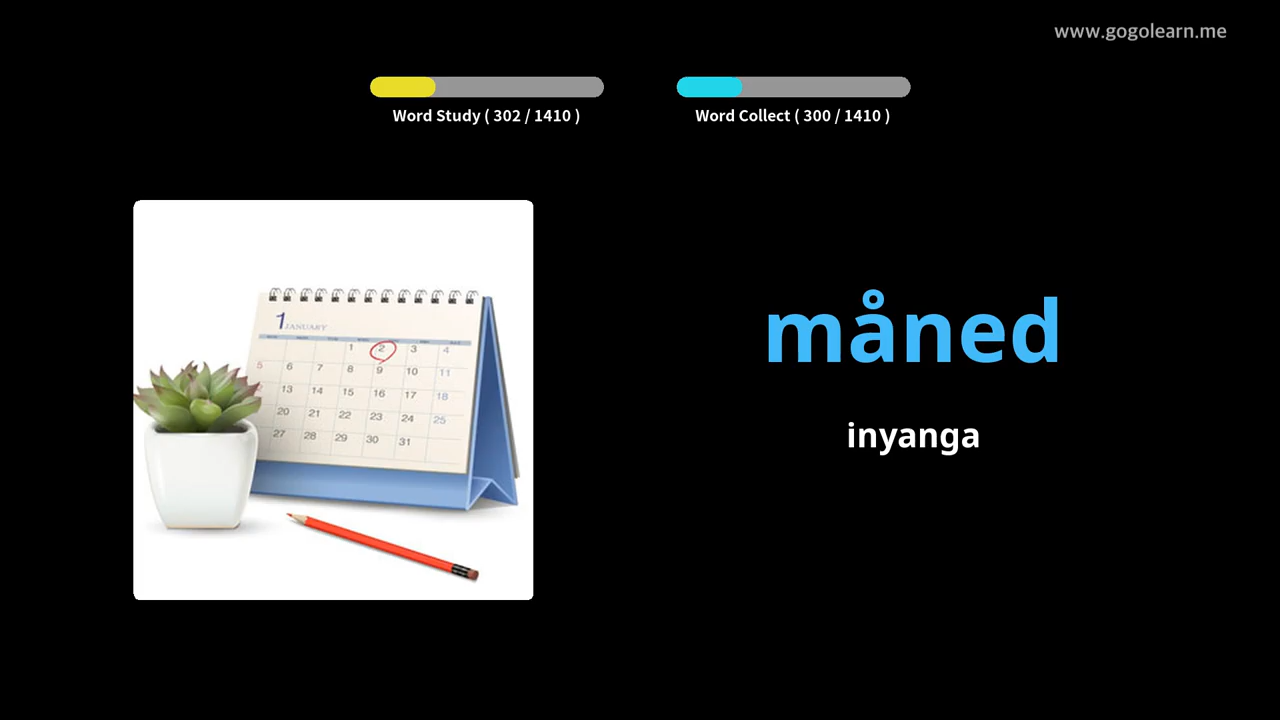 www.gogolearn.me
Word Study ( 302 / 1410 )
Word Collect ( 300 / 1410 )
1 JANUARY
1 2 3 4
5 6 7 8 9 10 11
13 14 15 16 17 18
20 21 22 23 24 25
27 28 29 30 31
måned
inyanga